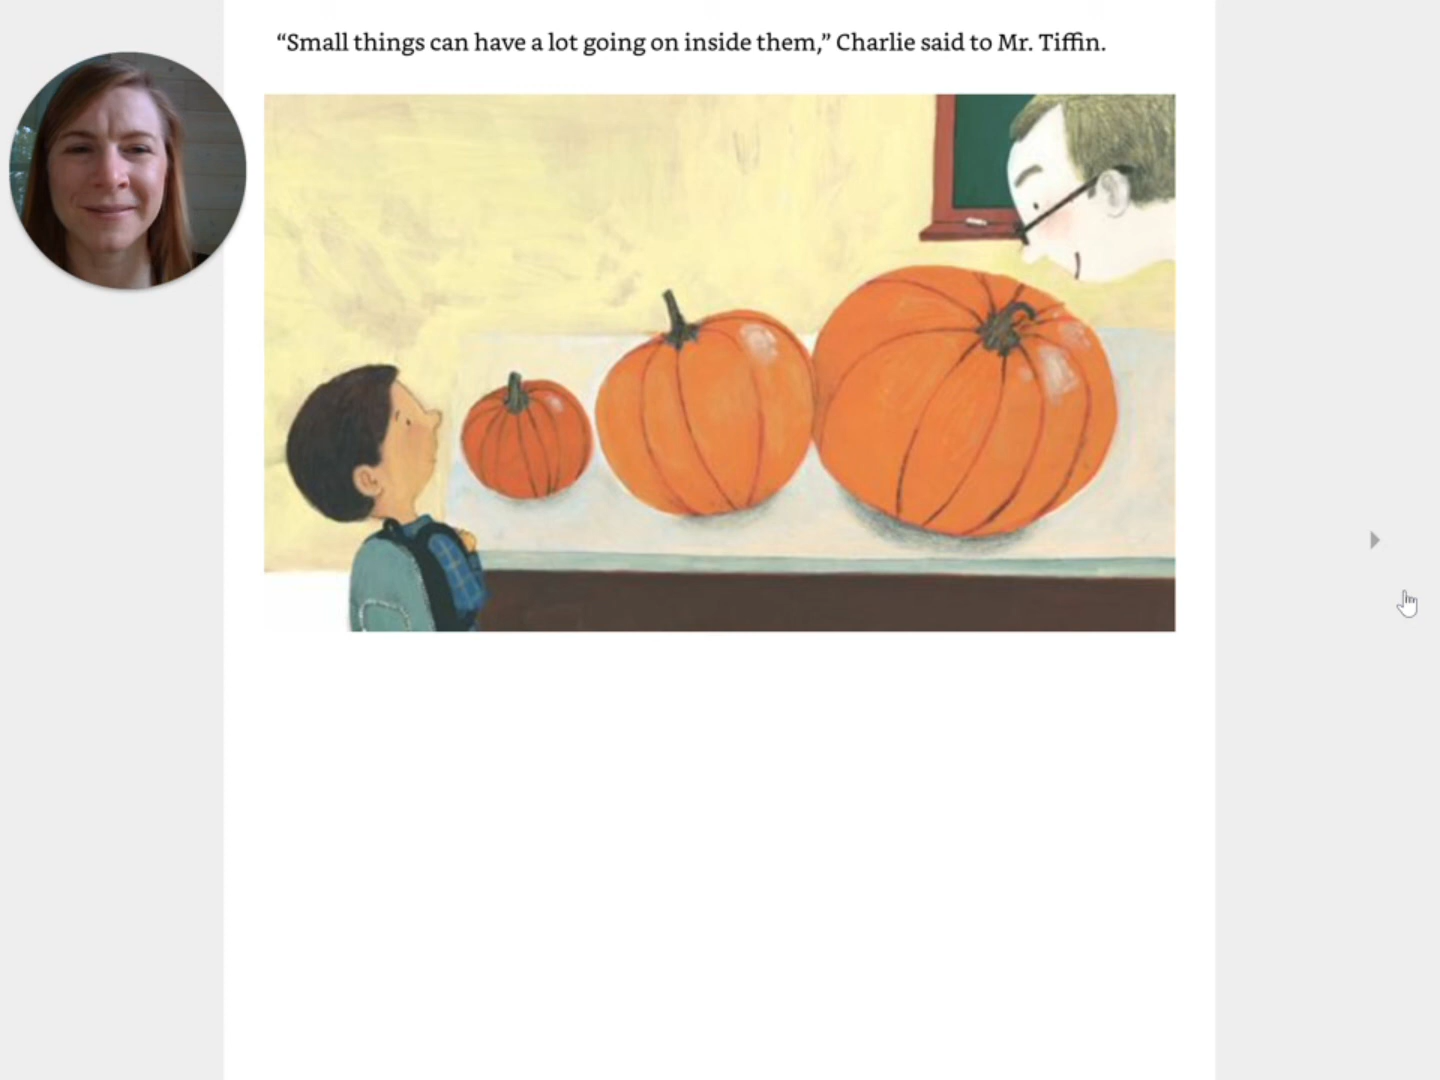 “Small things can have a lot going on inside them,” Charlie said to Mr. Tiffin.